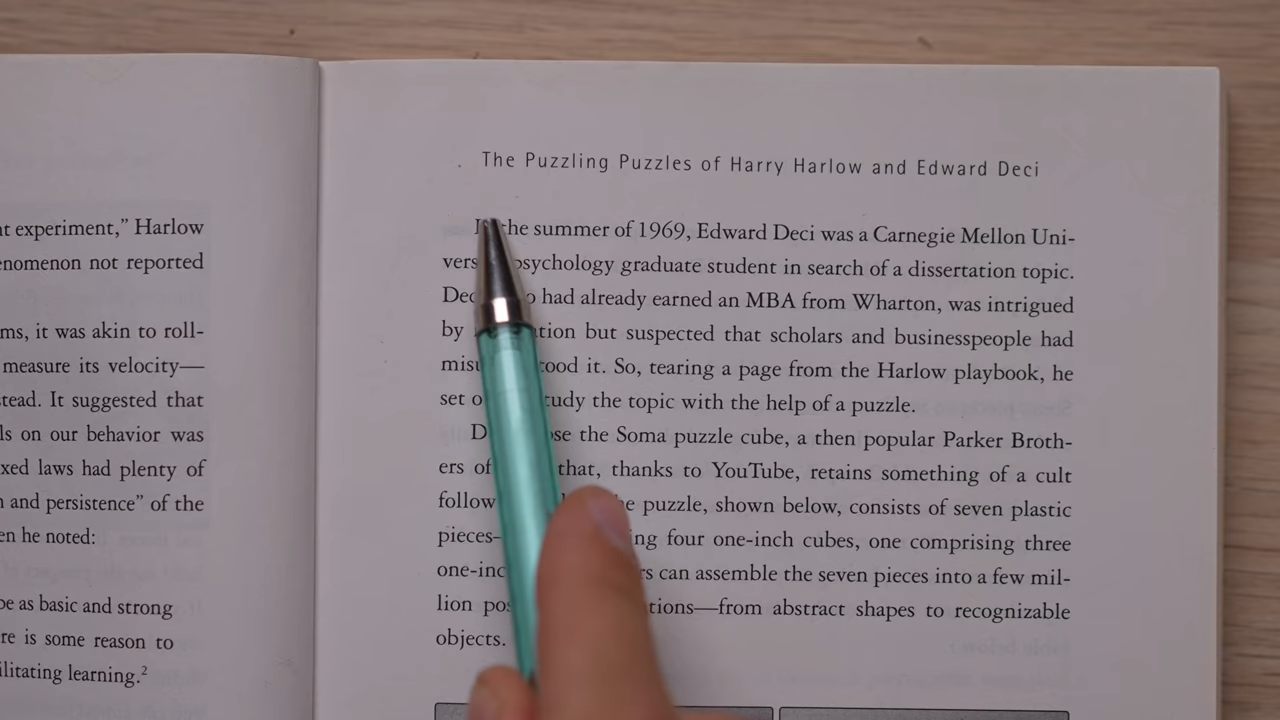 t experiment,” Harlow
enomenon not reported
ms, it was akin to roll-
measure its velocity—
tead. It suggested that
ls on our behavior was
xed laws had plenty of
and persistence” of the
en he noted:
be as basic and strong
re is some reason to
ilitating learning.²
The Puzzling Puzzles of Harry Harlow and Edward Deci
the summer of 1969, Edward Deci was a Carnegie Mellon Uni-
vers psychology graduate student in search of a dissertation topic.
Dec had already earned an MBA from Wharton, was intrigued
by tion but suspected that scholars and businesspeople had
misu ood it. So, tearing a page from the Harlow playbook, he
set o tudy the topic with the help of a puzzle.
D ose the Soma puzzle cube, a then popular Parker Broth-
ers of that, thanks to YouTube, retains something of a cult
follow e puzzle, shown below, consists of seven plastic
pieces– ing four one-inch cubes, one comprising three
one-inc rs can assemble the seven pieces into a few mil-
lion pos tions—from abstract shapes to recognizable
objects.